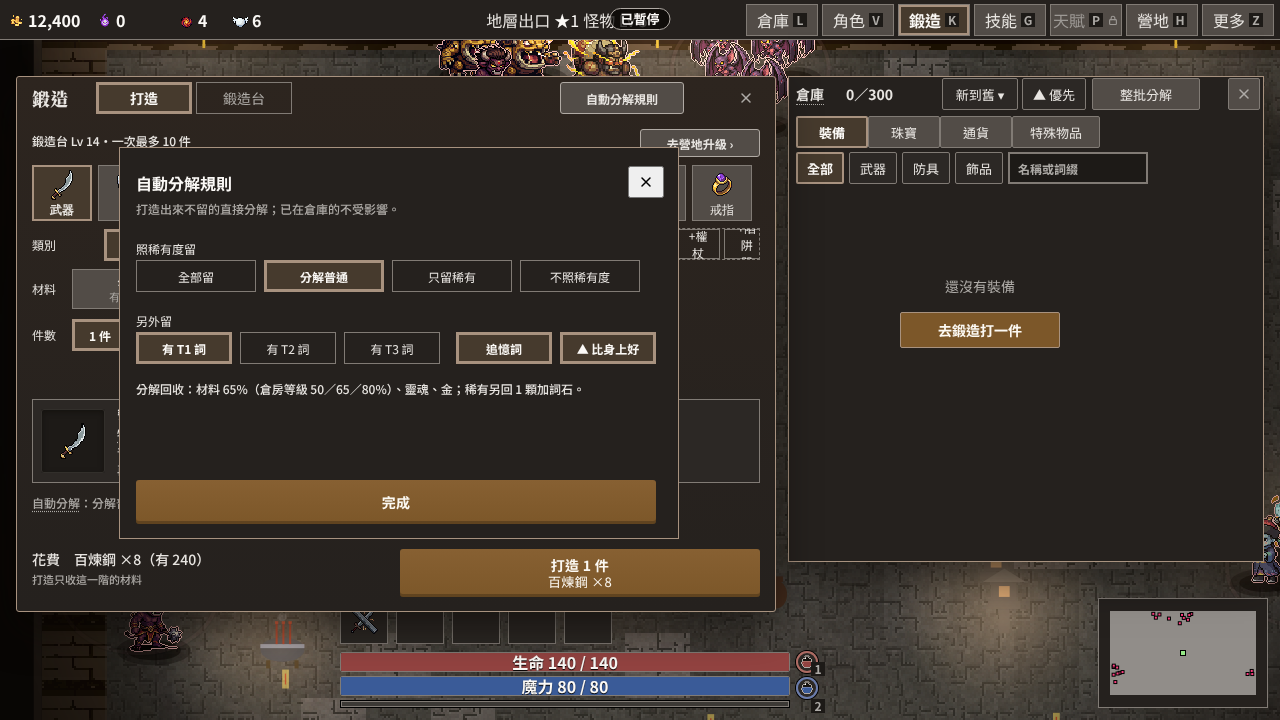 12,400 0 4 6 地層出口 ★1 怪物 已暫停 倉庫 L 角色 V 鍛造 K 技能 G 天賦 P 營地 H 更多 Z
鍛造 打造 鍛造台 自動分解規則 ×
鍛造台 Lv 14・一次最多 10 件 去營地升級 ›
武器 戒指
類別 +權杖
材料
件數 1 件
自動分解規則 ×
打造出來不留的直接分解；已在倉庫的不受影響。
照稀有度留
全部留 分解普通 只留稀有 不照稀有度
另外留
有 T1 詞 有 T2 詞 有 T3 詞 追憶詞 ▲ 比身上好
分解回收：材料 65%（倉房等級 50／65／80%）、靈魂、金；稀有另回 1 顆加詞石。
完成
自動分解：分解
花費 百煉鋼 ×8（有 240）
打造只收這一階的材料
打造 1 件
百煉鋼 ×8
倉庫 0／300 新到舊 ▾ ▲ 優先 整批分解 ×
裝備 珠寶 通貨 特殊物品
全部 武器 防具 飾品 名稱或詞綴
還沒有裝備
去鍛造打一件
生命 140 / 140 1
魔力 80 / 80 2